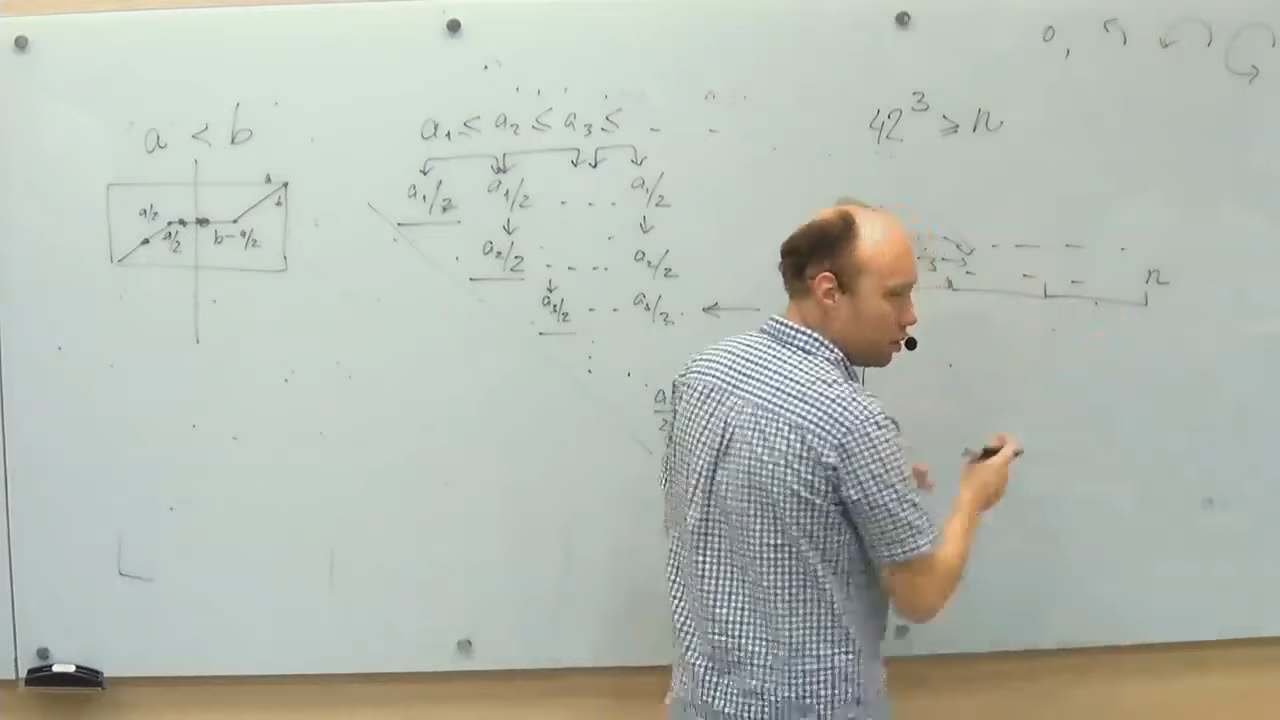 a < b
a/2
a/2
b - a/2
a
b
a₁ ≤ a₂ ≤ a₃ ≤ - -
a₁/2 a₁/2 . . . . a₁/2
a₂/2 . . . . a₂/2
a₃/2 . . . a₃/2
42³ ≥ n
n
0,